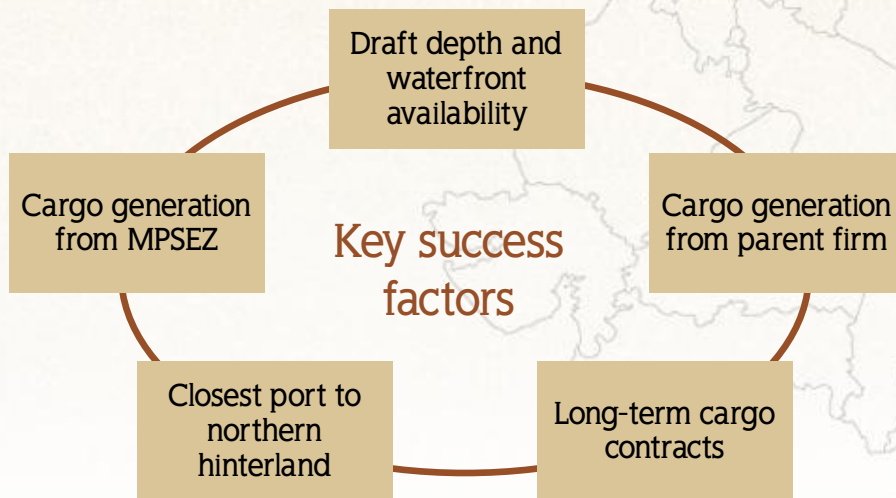 Draft depth and
waterfront
availability
Cargo generation
from MPSEZ
Cargo generation
from parent firm
Key success
factors
Closest port to
northern
hinterland
Long-term cargo
contracts